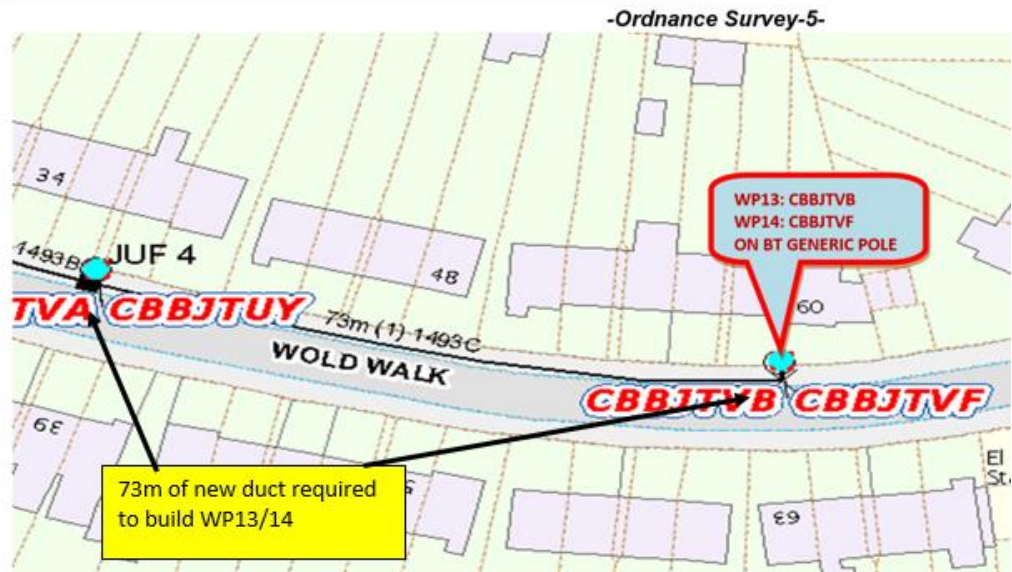 -Ordnance Survey-5-
34
WP13: CBBJTVB
WP14: CBBJTVF
ON BT GENERIC POLE
1493B
JUF 4
48
60
TVA CBBJTUY
73m (1) 1493C
WOLD WALK
CBBJTVB CBBJTVF
39
El
Sta
73m of new duct required
to build WP13/14
63